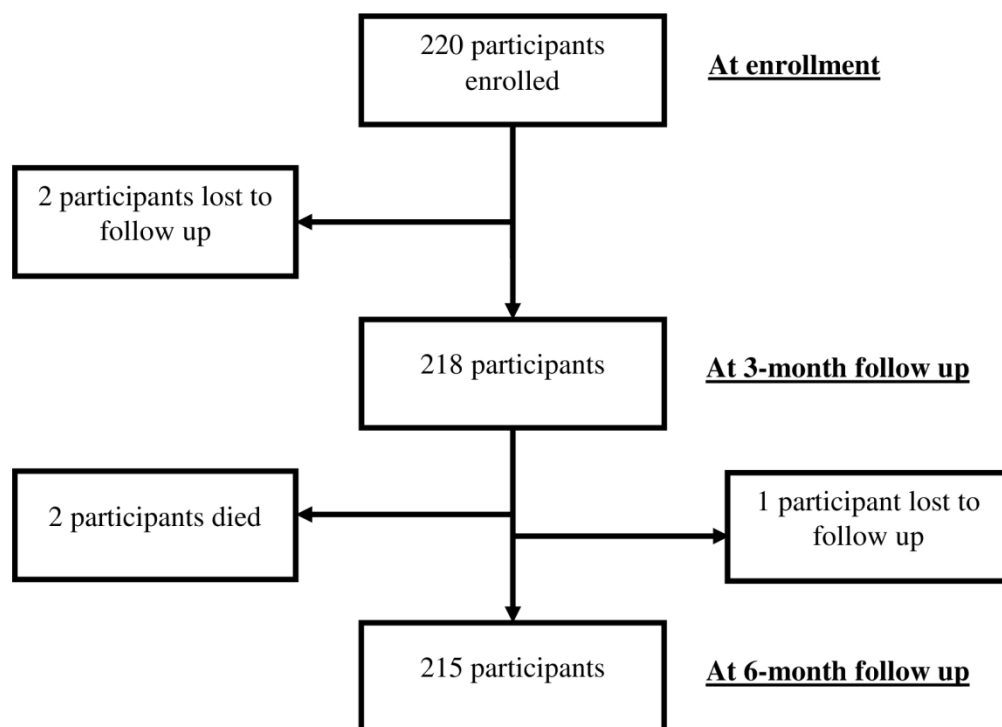 220 participants
enrolled
At enrollment
2 participants lost to
follow up
218 participants
At 3-month follow up
2 participants died
1 participant lost to
follow up
215 participants
At 6-month follow up